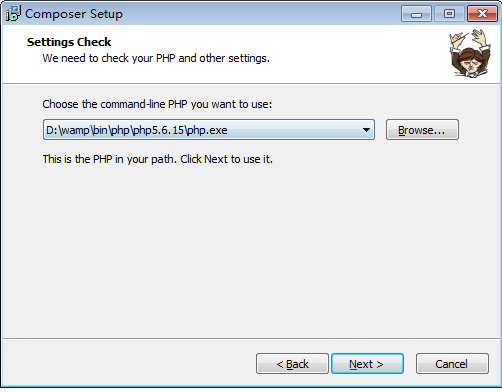 Composer Setup
Settings Check
We need to check your PHP and other settings.
Choose the command-line PHP you want to use:
D:\wamp\bin\php\php5.6.15\php.exe
Browse...
This is the PHP in your path. Click Next to use it.
< Back
Next >
Cancel